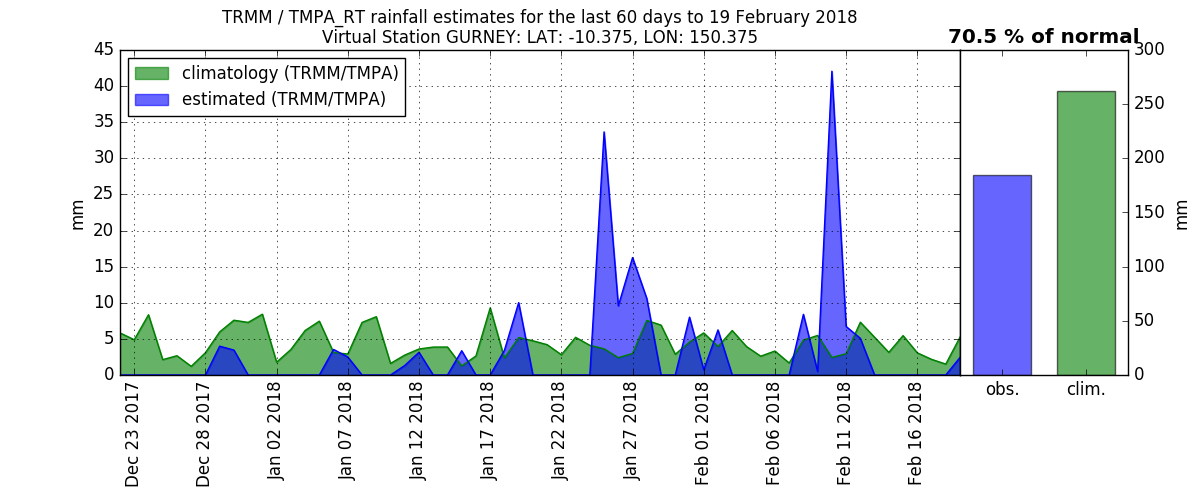 TRMM / TMPA_RT rainfall estimates for the last 60 days to 19 February 2018
Virtual Station GURNEY: LAT: -10.375, LON: 150.375
70.5 % of normal
climatology (TRMM/TMPA)
estimated (TRMM/TMPA)
mm
45
40
35
30
25
20
15
10
5
0
Dec 23 2017
Dec 28 2017
Jan 02 2018
Jan 07 2018
Jan 12 2018
Jan 17 2018
Jan 22 2018
Jan 27 2018
Feb 01 2018
Feb 06 2018
Feb 11 2018
Feb 16 2018
obs.
clim.
300
250
200
150
100
50
0
mm